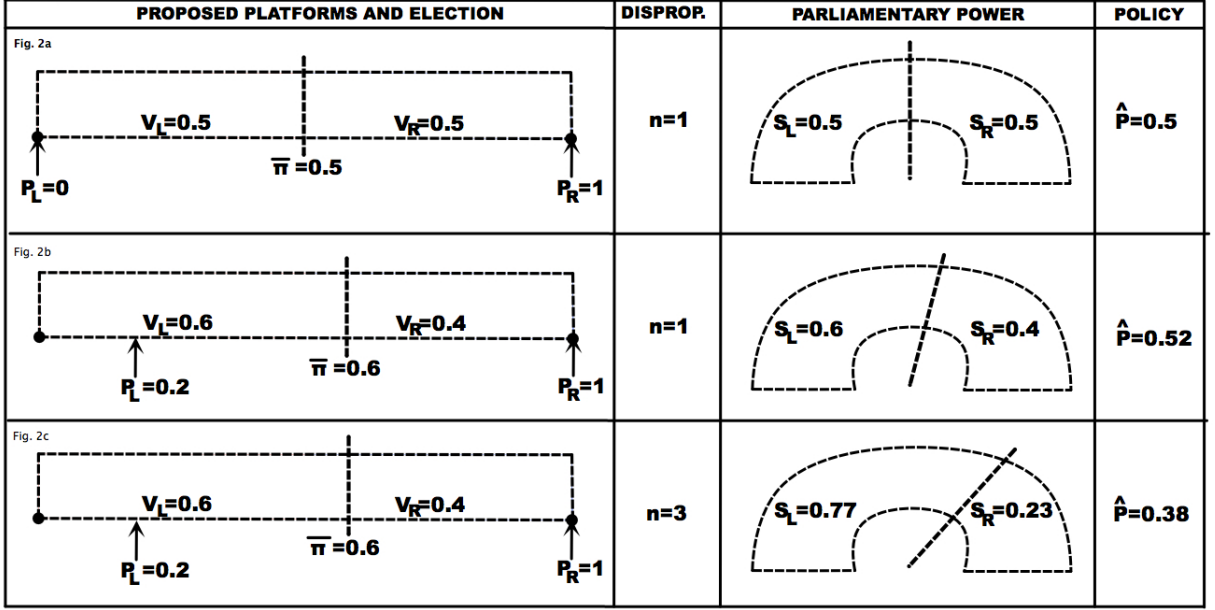 PROPOSED PLATFORMS AND ELECTION
DISPROP.
PARLIAMENTARY POWER
POLICY
Fig. 2a
V_L=0.5
V_R=0.5
π̅=0.5
P_L=0
P_R=1
n=1
S_L=0.5
S_R=0.5
P̂=0.5
Fig. 2b
V_L=0.6
V_R=0.4
π̅=0.6
P_L=0.2
P_R=1
n=1
S_L=0.6
S_R=0.4
P̂=0.52
Fig. 2c
V_L=0.6
V_R=0.4
π̅=0.6
P_L=0.2
P_R=1
n=3
S_L=0.77
S_R=0.23
P̂=0.38